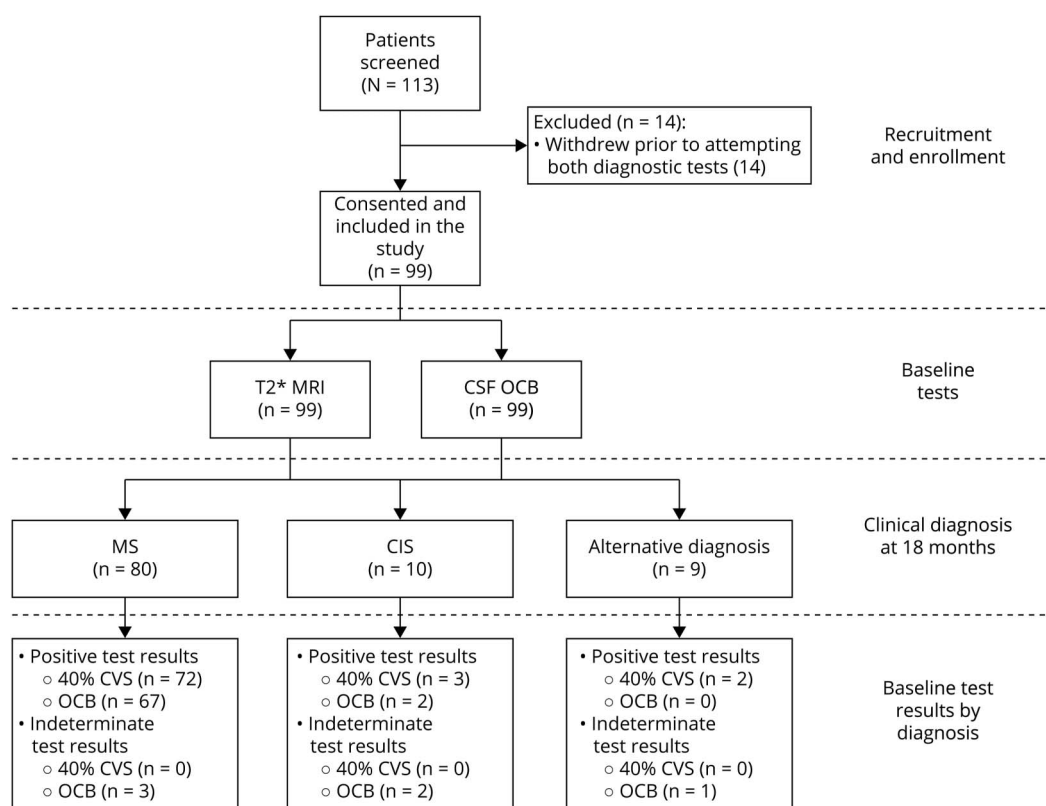 Patients
screened
(N = 113)
Excluded (n = 14):
• Withdrew prior to attempting
both diagnostic tests (14)
Recruitment
and enrollment
Consented and
included in the
study
(n = 99)
T2* MRI
(n = 99)
CSF OCB
(n = 99)
Baseline
tests
MS
(n = 80)
CIS
(n = 10)
Alternative diagnosis
(n = 9)
Clinical diagnosis
at 18 months
• Positive test results
○ 40% CVS (n = 72)
○ OCB (n = 67)
• Indeterminate
test results
○ 40% CVS (n = 0)
○ OCB (n = 3)
• Positive test results
○ 40% CVS (n = 3)
○ OCB (n = 2)
• Indeterminate
test results
○ 40% CVS (n = 0)
○ OCB (n = 2)
• Positive test results
○ 40% CVS (n = 2)
○ OCB (n = 0)
• Indeterminate
test results
○ 40% CVS (n = 0)
○ OCB (n = 1)
Baseline test
results by
diagnosis